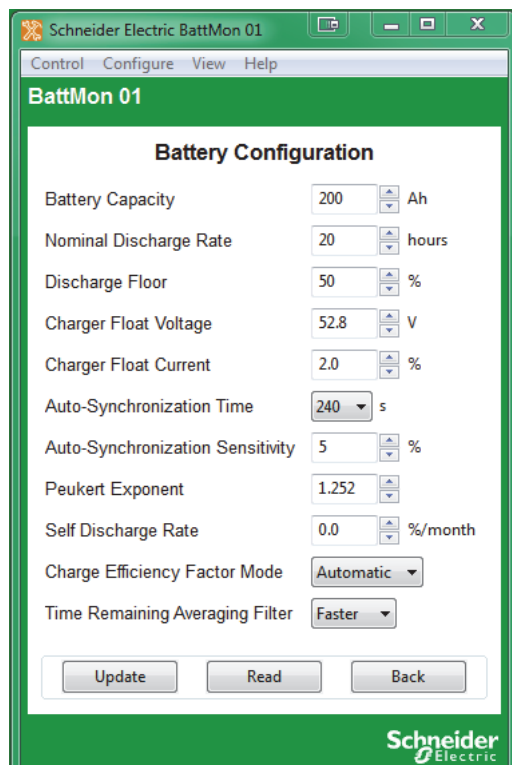 Schneider Electric BattMon 01
Control Configure View Help
BattMon 01
Battery Configuration
Battery Capacity 200 Ah
Nominal Discharge Rate 20 hours
Discharge Floor 50 %
Charger Float Voltage 52.8 V
Charger Float Current 2.0 %
Auto-Synchronization Time 240 s
Auto-Synchronization Sensitivity 5 %
Peukert Exponent 1.252
Self Discharge Rate 0.0 %/month
Charge Efficiency Factor Mode Automatic
Time Remaining Averaging Filter Faster
Update Read Back
Schneider
Electric